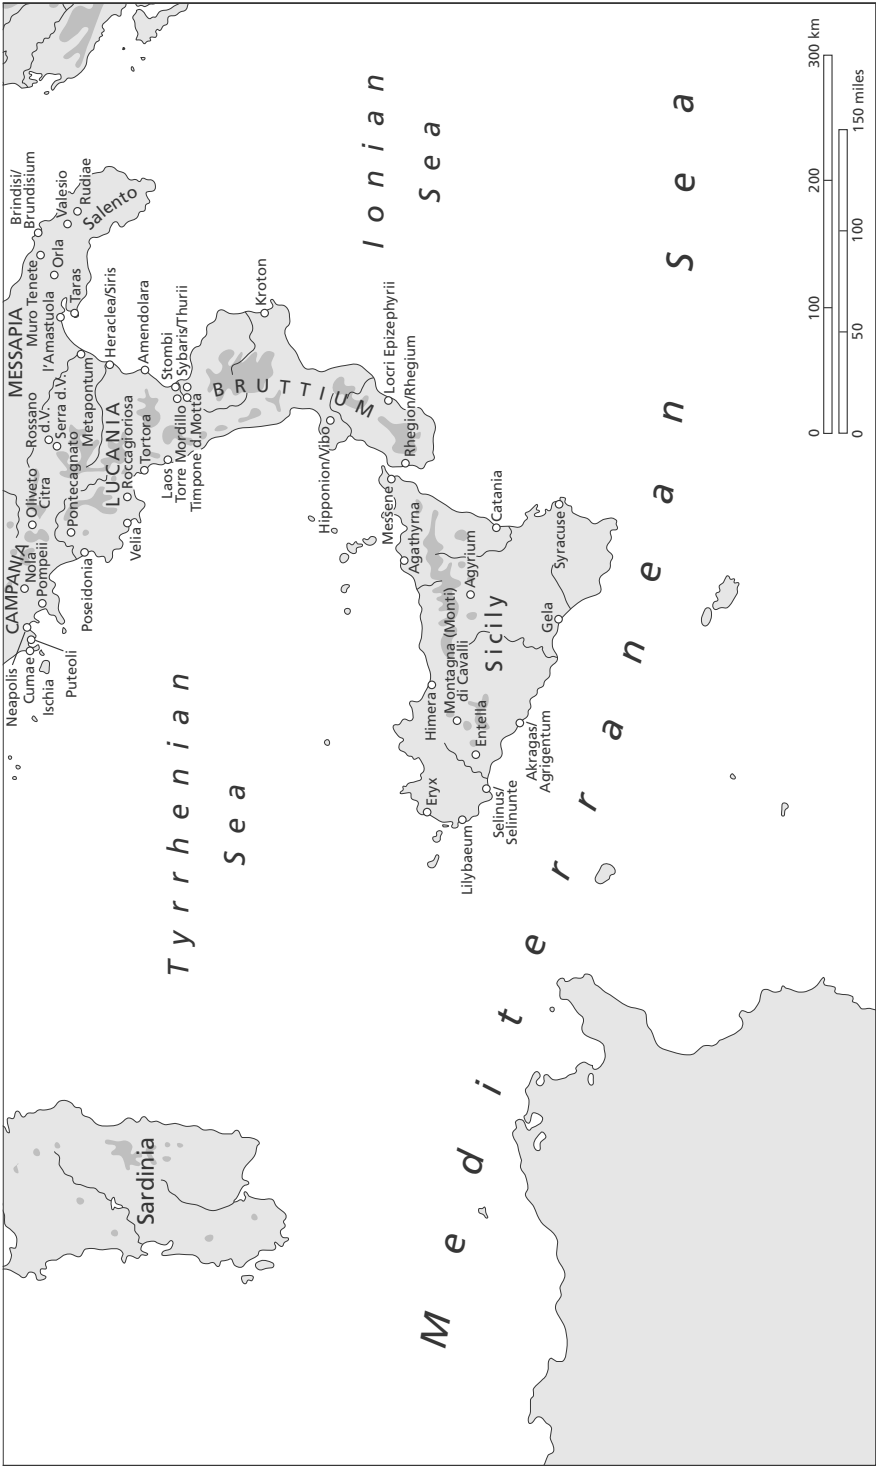 CAMPANIA
Neapolis
Cumae
Ischia
Puteoli
Nola
Pompeii
Oliveto
Citra
Pontecagnato
Poseidonia
Velia
Rossano
d.V.
Serra d.V.
LUCANIA
Roccagioriosa
Tortora
Metapontum
MESSAPIA
Muro Tenete
l’Amastuola
Orla
Taras
Brindisi/
Brundisium
Valesio
Rudiae
Salento
Heraclea/Siris
Amendolara
Stombi
Sybaris/Thurii
Laos
Torre Mordillo
Timpone d.Motta
BRUTTIUM
Kroton
Hipponion/Vibo
Locri Epizephyrii
Rhegion/Rhegium
Messene
Agathyrna
Catania
Agyrium
Syracuse
Gela
Sicily
Montagna (Monti)
di Cavalli
Himera
Entella
Akragas/
Agrigentum
Eryx
Selinus/
Selinunte
Lilybaeum
Sardinia
Tyrrhenian
Sea
Ionian
Sea
Mediterranean Sea
0
100
200
300 km
0
50
100
150 miles